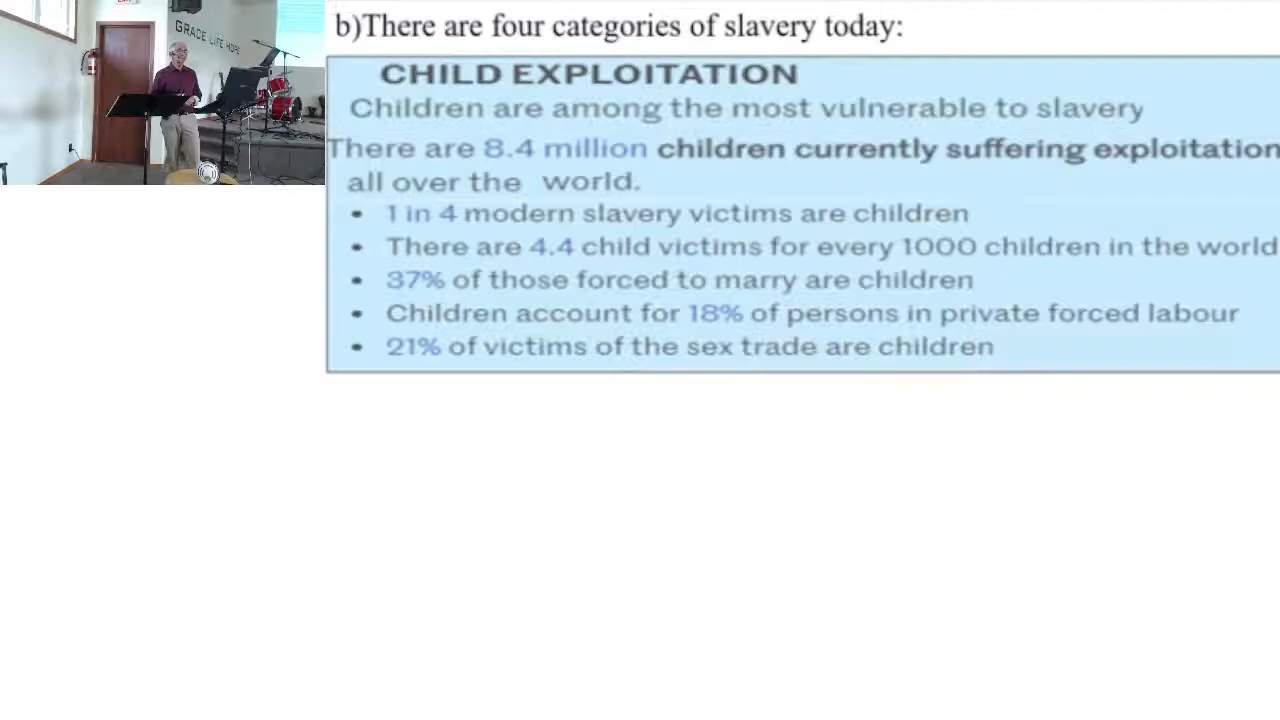 EXIT
GRACE LIFE HOPE
b)There are four categories of slavery today:
CHILD EXPLOITATION
Children are among the most vulnerable to slavery
There are 8.4 million children currently suffering exploitation
all over the world.
• 1 in 4 modern slavery victims are children
• There are 4.4 child victims for every 1000 children in the world
• 37% of those forced to marry are children
• Children account for 18% of persons in private forced labour
• 21% of victims of the sex trade are children